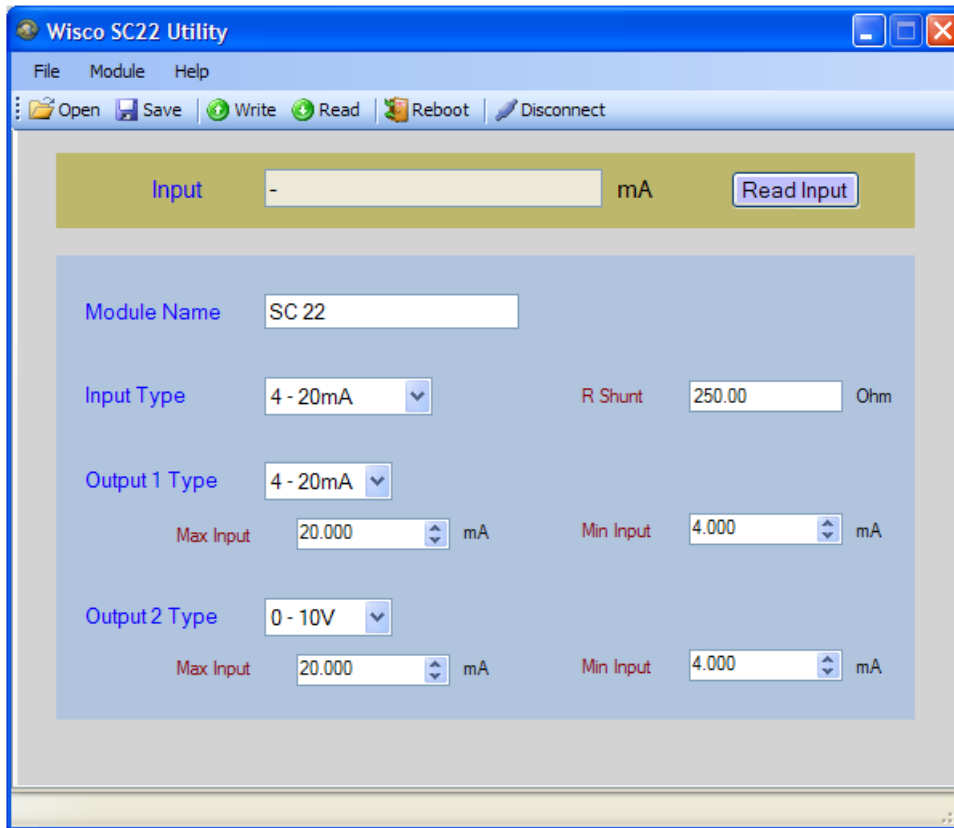 Wisco SC22 Utility
File Module Help
Open Save Write Read Reboot Disconnect
Input - mA Read Input
Module Name SC 22
Input Type 4 - 20mA R Shunt 250.00 Ohm
Output 1 Type 4 - 20mA
Max Input 20.000 mA Min Input 4.000 mA
Output 2 Type 0 - 10V
Max Input 20.000 mA Min Input 4.000 mA